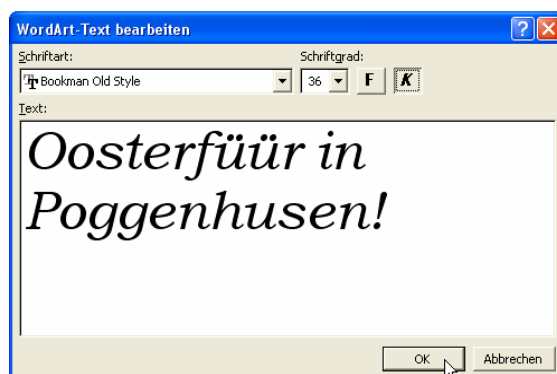 WordArt-Text bearbeiten
Schriftart:
Schriftgrad:
Bookman Old Style
36
F
K
Text:
Oosterfüür in
Poggenhusen!
OK
Abbrechen